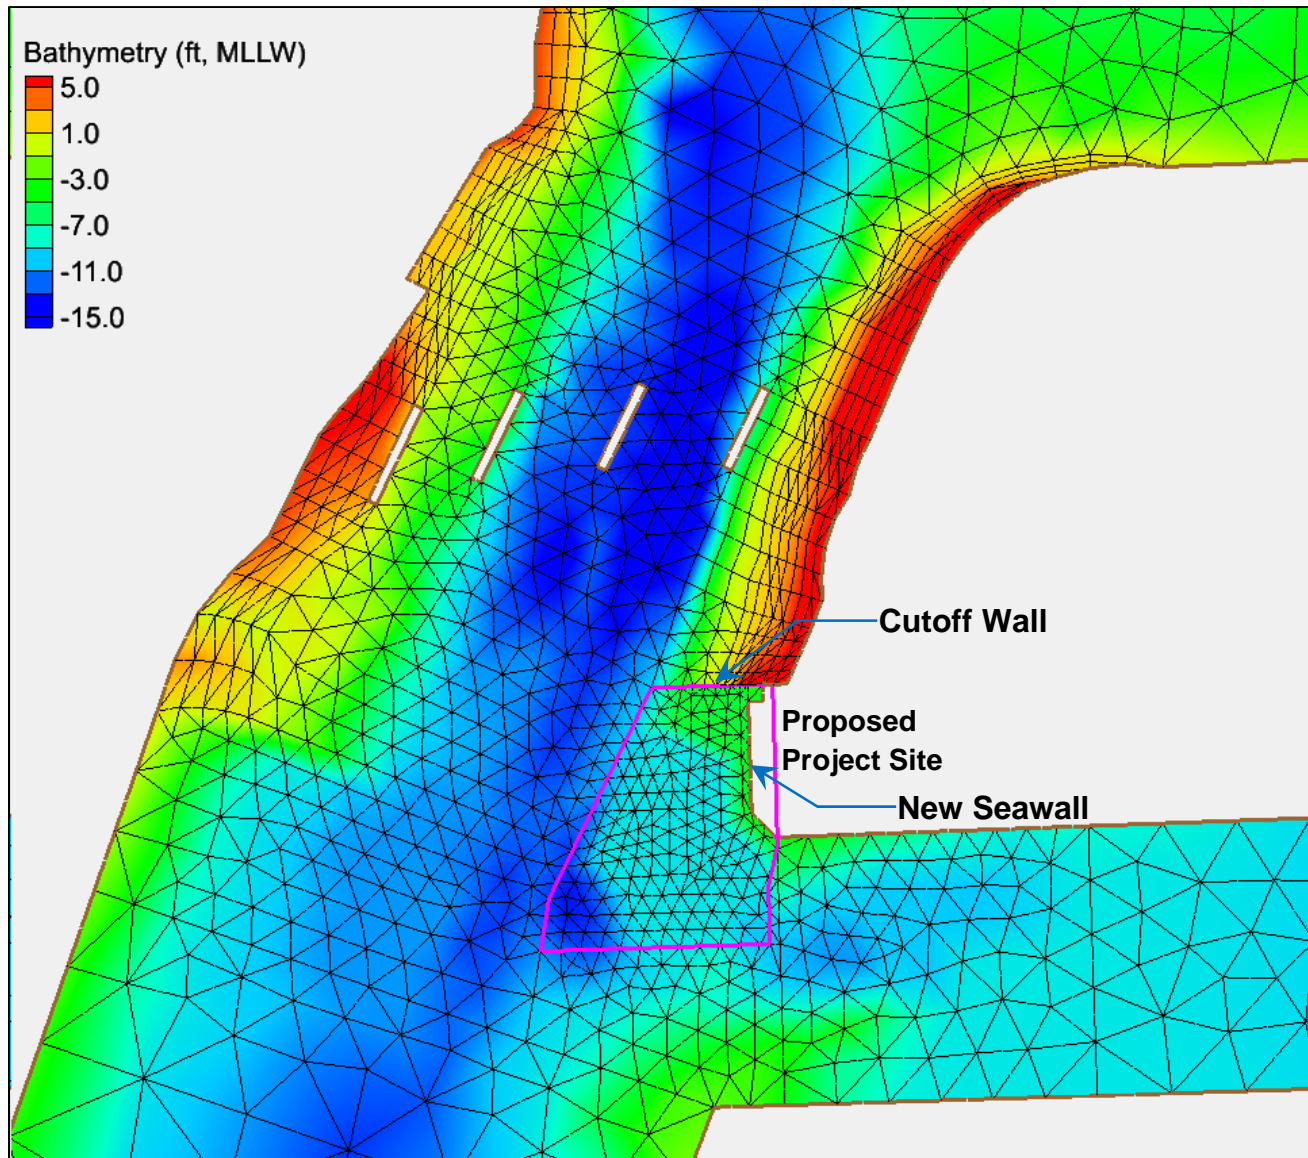 Bathymetry (ft, MLLW)
5.0
1.0
-3.0
-7.0
-11.0
-15.0
Cutoff Wall
Proposed
Project Site
New Seawall